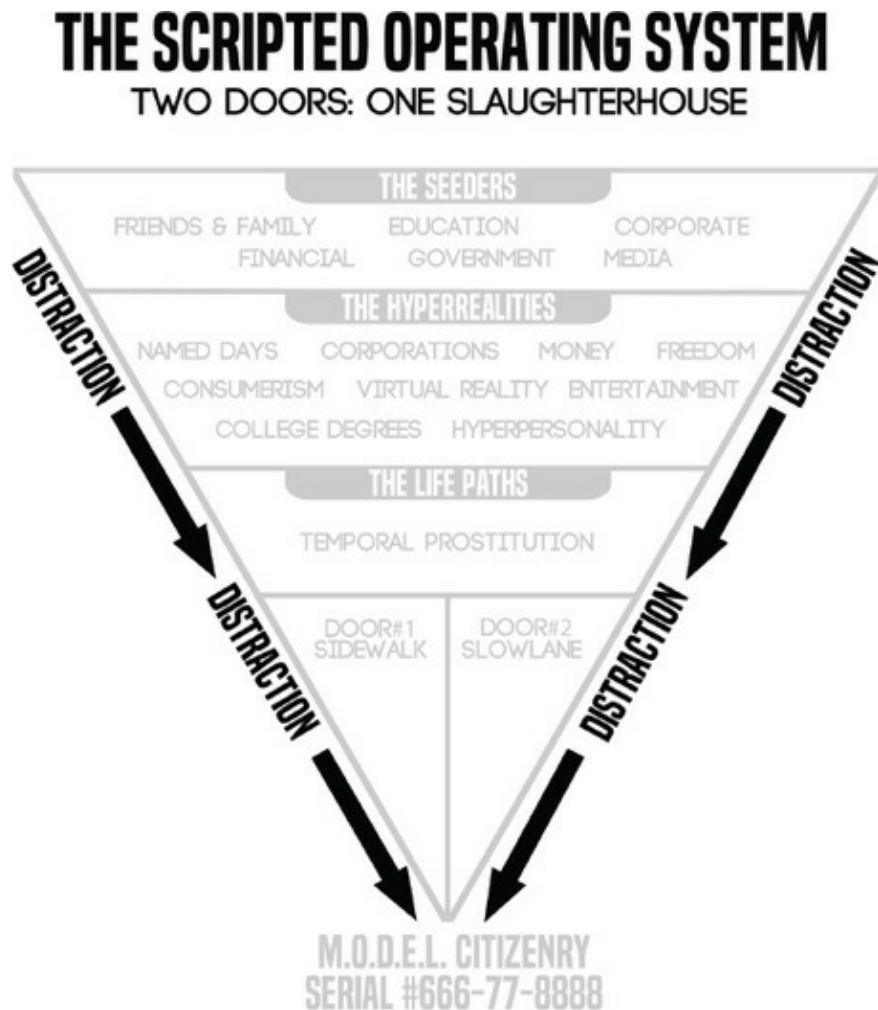 THE SCRIPTED OPERATING SYSTEM
TWO DOORS: ONE SLAUGHTERHOUSE
THE SEEDERS
FRIENDS & FAMILY EDUCATION CORPORATE
FINANCIAL GOVERNMENT MEDIA
DISTRACTION
DISTRACTION
THE HYPERREALITIES
NAMED DAYS CORPORATIONS MONEY FREEDOM
CONSUMERISM VIRTUAL REALITY ENTERTAINMENT
COLLEGE DEGREES HYPERPERSONALITY
THE LIFE PATHS
TEMPORAL PROSTITUTION
DISTRACTION
DISTRACTION
DOOR#1
SIDEWALK
DOOR#2
SLOWLANE
M.O.D.E.L. CITIZENRY
SERIAL #666-77-8888